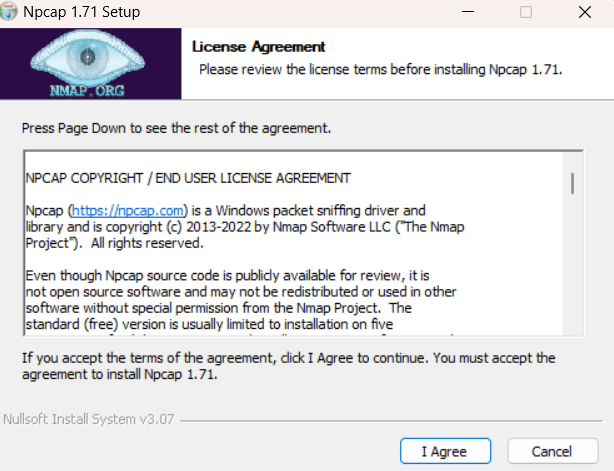 Npcap 1.71 Setup
NMAP.ORG
License Agreement
Please review the license terms before installing Npcap 1.71.
Press Page Down to see the rest of the agreement.
NPCAP COPYRIGHT / END USER LICENSE AGREEMENT
Npcap (https://npcap.com) is a Windows packet sniffing driver and
library and is copyright (c) 2013-2022 by Nmap Software LLC ("The Nmap
Project"). All rights reserved.
Even though Npcap source code is publicly available for review, it is
not open source software and may not be redistributed or used in other
software without special permission from the Nmap Project. The
standard (free) version is usually limited to installation on five
If you accept the terms of the agreement, click I Agree to continue. You must accept the
agreement to install Npcap 1.71.
Nullsoft Install System v3.07
I Agree
Cancel